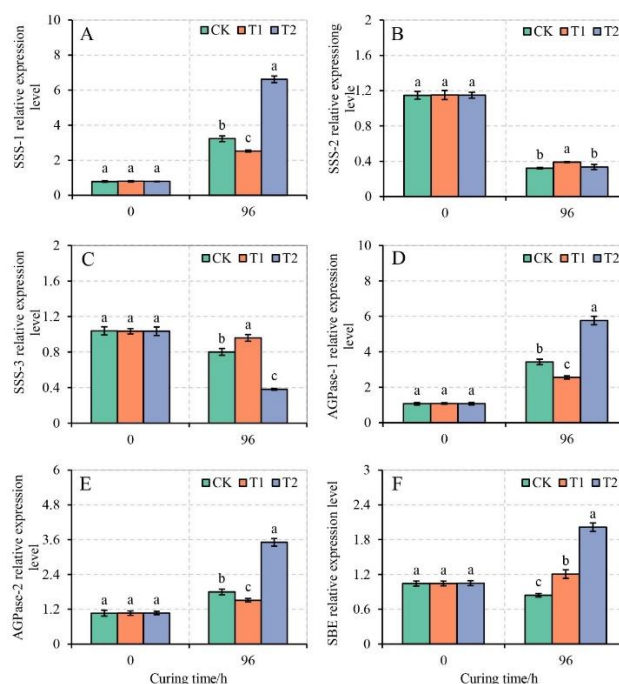 A
CK T1 T2
SSS-1 relative expression
level
10
8
6
4
2
0
a a a
b c a
0 96
B
CK T1 T2
SSS-2 relative expressiong
levle
2
1.6
1.2
0.8
0.4
0
a a a
b a b
0 96
C
CK T1 T2
SSS-3 relative expression
level
2
1.6
1.2
0.8
0.4
0
a a a
b a c
0 96
D
CK T1 T2
AGPase-1 relative expression
level
10
8
6
4
2
0
a a a
b c a
0 96
E
CK T1 T2
AGPase-2 relative expression
level
6
4.8
3.6
2.4
1.2
0
a a a
b c a
0 96
Curing time/h
F
CK T1 T2
SBE relative expression level
3
2.4
1.8
1.2
0.6
0
a a a
c b a
0 96
Curing time/h